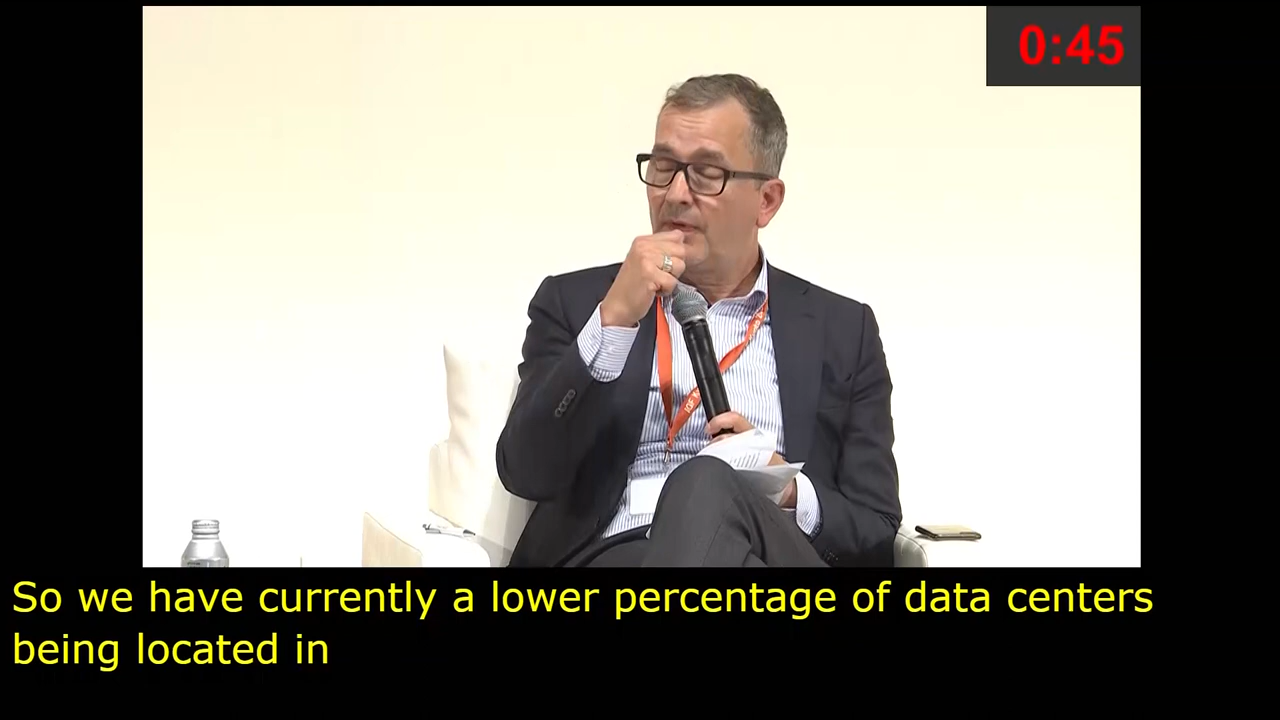 0:45
So we have currently a lower percentage of data centers
being located in